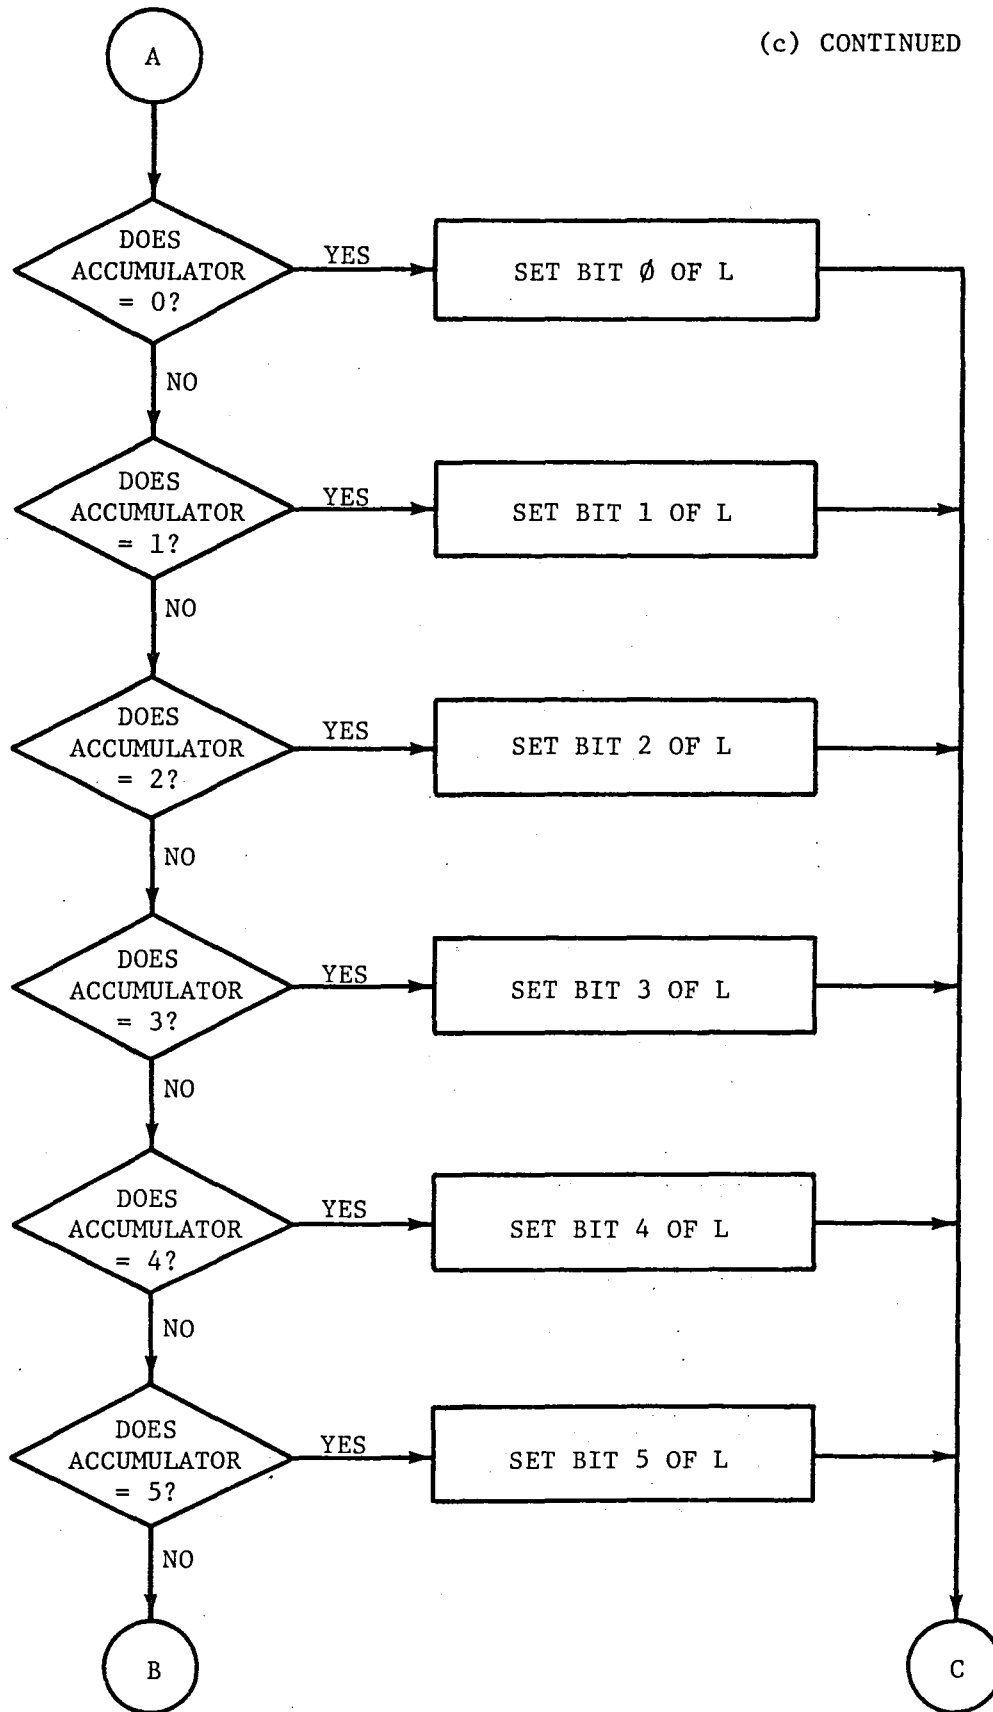 (c) CONTINUED
A
DOES
ACCUMULATOR
= 0?
YES
SET BIT Ø OF L
NO
DOES
ACCUMULATOR
= 1?
YES
SET BIT 1 OF L
NO
DOES
ACCUMULATOR
= 2?
YES
SET BIT 2 OF L
NO
DOES
ACCUMULATOR
= 3?
YES
SET BIT 3 OF L
NO
DOES
ACCUMULATOR
= 4?
YES
SET BIT 4 OF L
NO
DOES
ACCUMULATOR
= 5?
YES
SET BIT 5 OF L
NO
B
C